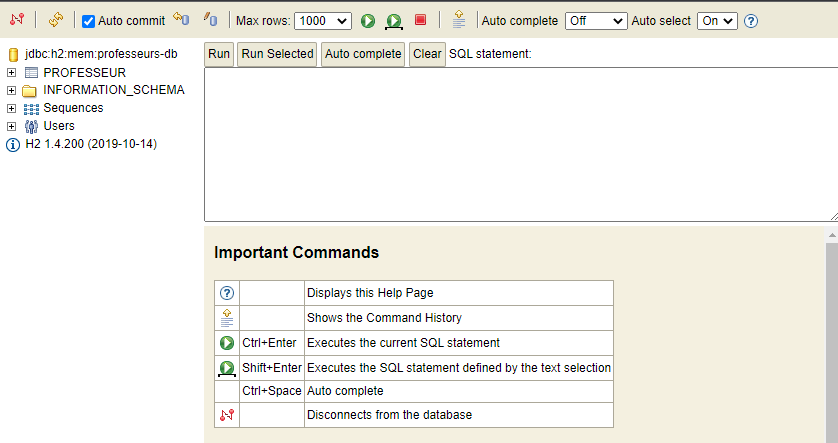 Auto commit Max rows: 1000 Auto complete Off Auto select On
jdbc:h2:mem:professeurs-db
PROFESSEUR
INFORMATION_SCHEMA
Sequences
Users
H2 1.4.200 (2019-10-14)
Run Run Selected Auto complete Clear SQL statement:
Important Commands
Displays this Help Page
Shows the Command History
Ctrl+Enter Executes the current SQL statement
Shift+Enter Executes the SQL statement defined by the text selection
Ctrl+Space Auto complete
Disconnects from the database